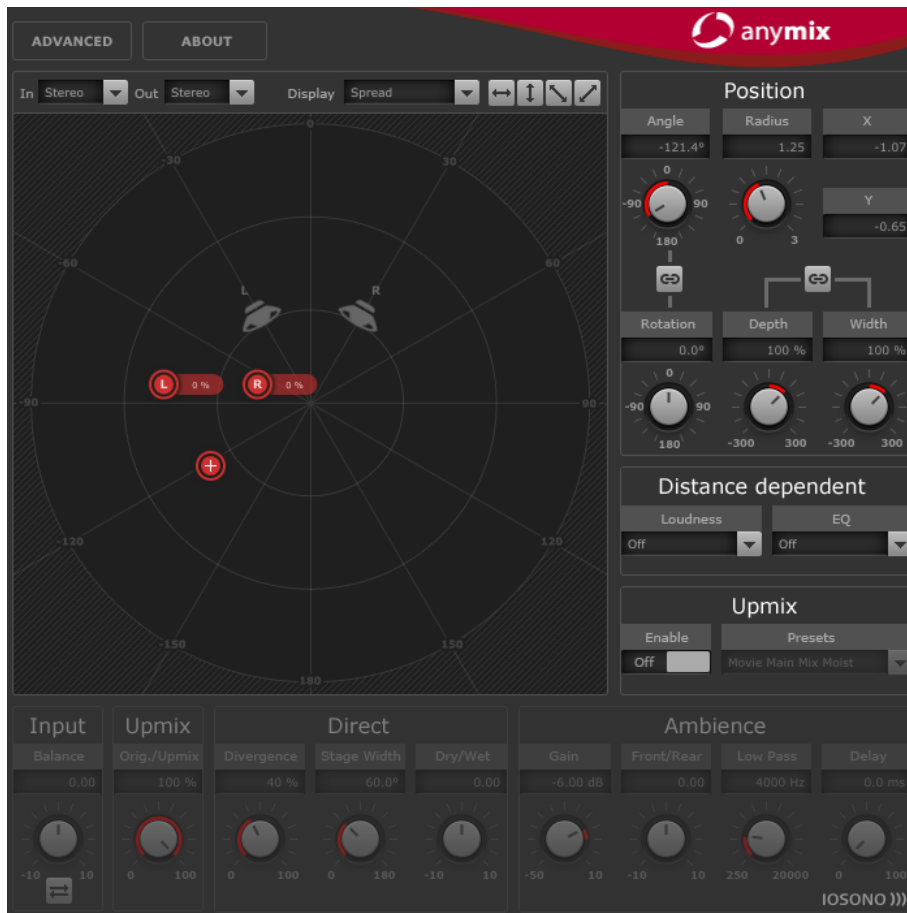 ADVANCED ABOUT anymix
In Stereo Out Stereo Display Spread
Position
Angle Radius X
-121.4° 1.25 -1.07
0
-90 90 Y
-0.65
180 0 3
Rotation Depth Width
0.0° 100 % 100 %
0
-90 90
180 -300 300 -300 300
0
-30 30
-60 60
L R
L 0 % R 0 %
-90 90
-120 120
-150 150
180
Distance dependent
Loudness EQ
Off Off
Upmix
Enable Presets
Off Movie Main Mix Moist
Input Upmix Direct Ambience
Balance Orig./Upmix Divergence Stage Width Dry/Wet Gain Front/Rear Low Pass Delay
0.00 100 % 40 % 60.0° 0.00 -6.00 dB 0.00 4000 Hz 0.0 ms
-10 10 0 100 0 100 0 180 -10 10 -50 10 -10 10 250 20000 0 100
IOSONO